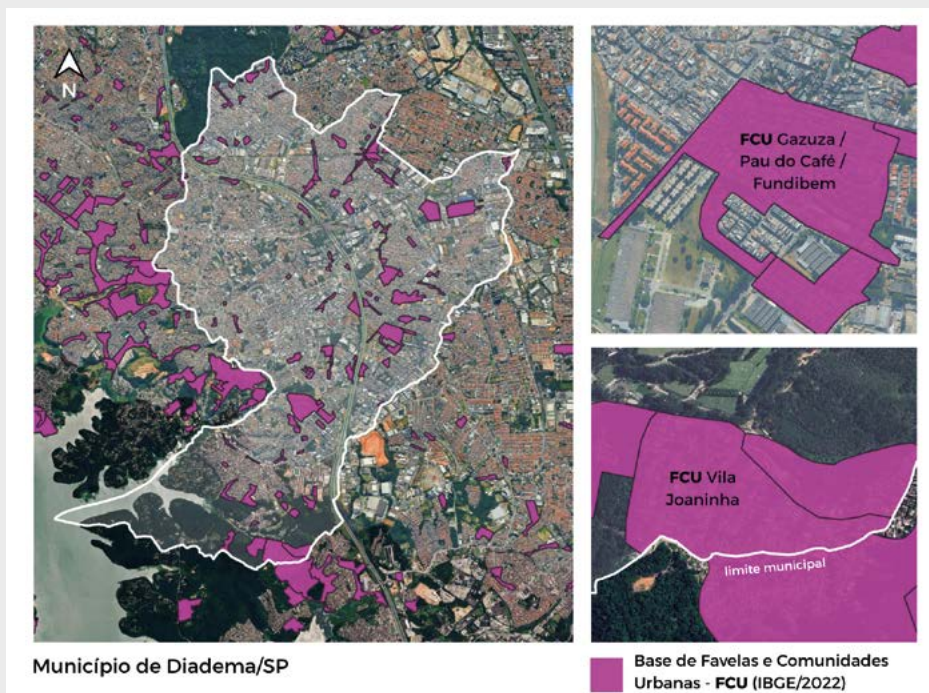 N
FCU Gazuza /
Pau do Café /
Fundibem
FCU Vila
Joaninha
limite municipal
Município de Diadema/SP
Base de Favelas e Comunidades
Urbanas - FCU (IBGE/2022)